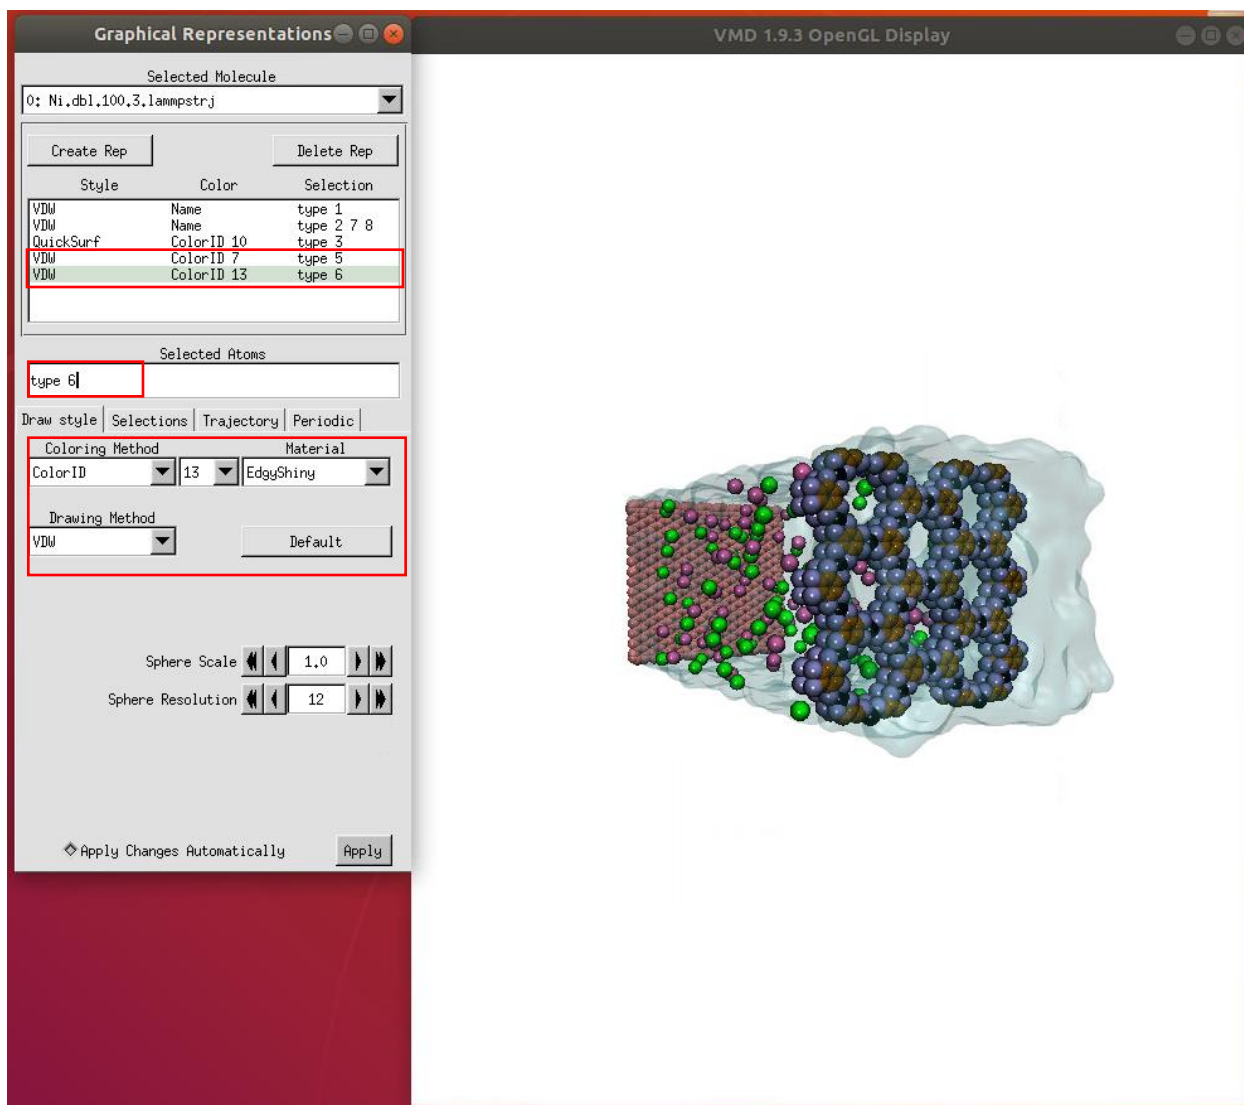 Graphical Representations
VMD 1.9.3 OpenGL Display
Selected Molecule
0: Ni.dbl.100.3.lammpstrj
Create Rep Delete Rep
Style Color Selection
VDW Name type 1
VDW Name type 2 7 8
QuickSurf ColorID 10 type 3
VDW ColorID 7 type 5
VDW ColorID 13 type 6
Selected Atoms
type 6
Draw style Selections Trajectory Periodic
Coloring Method Material
ColorID 13 EdgyShiny
Drawing Method
VDW Default
Sphere Scale 1.0
Sphere Resolution 12
Apply Changes Automatically Apply